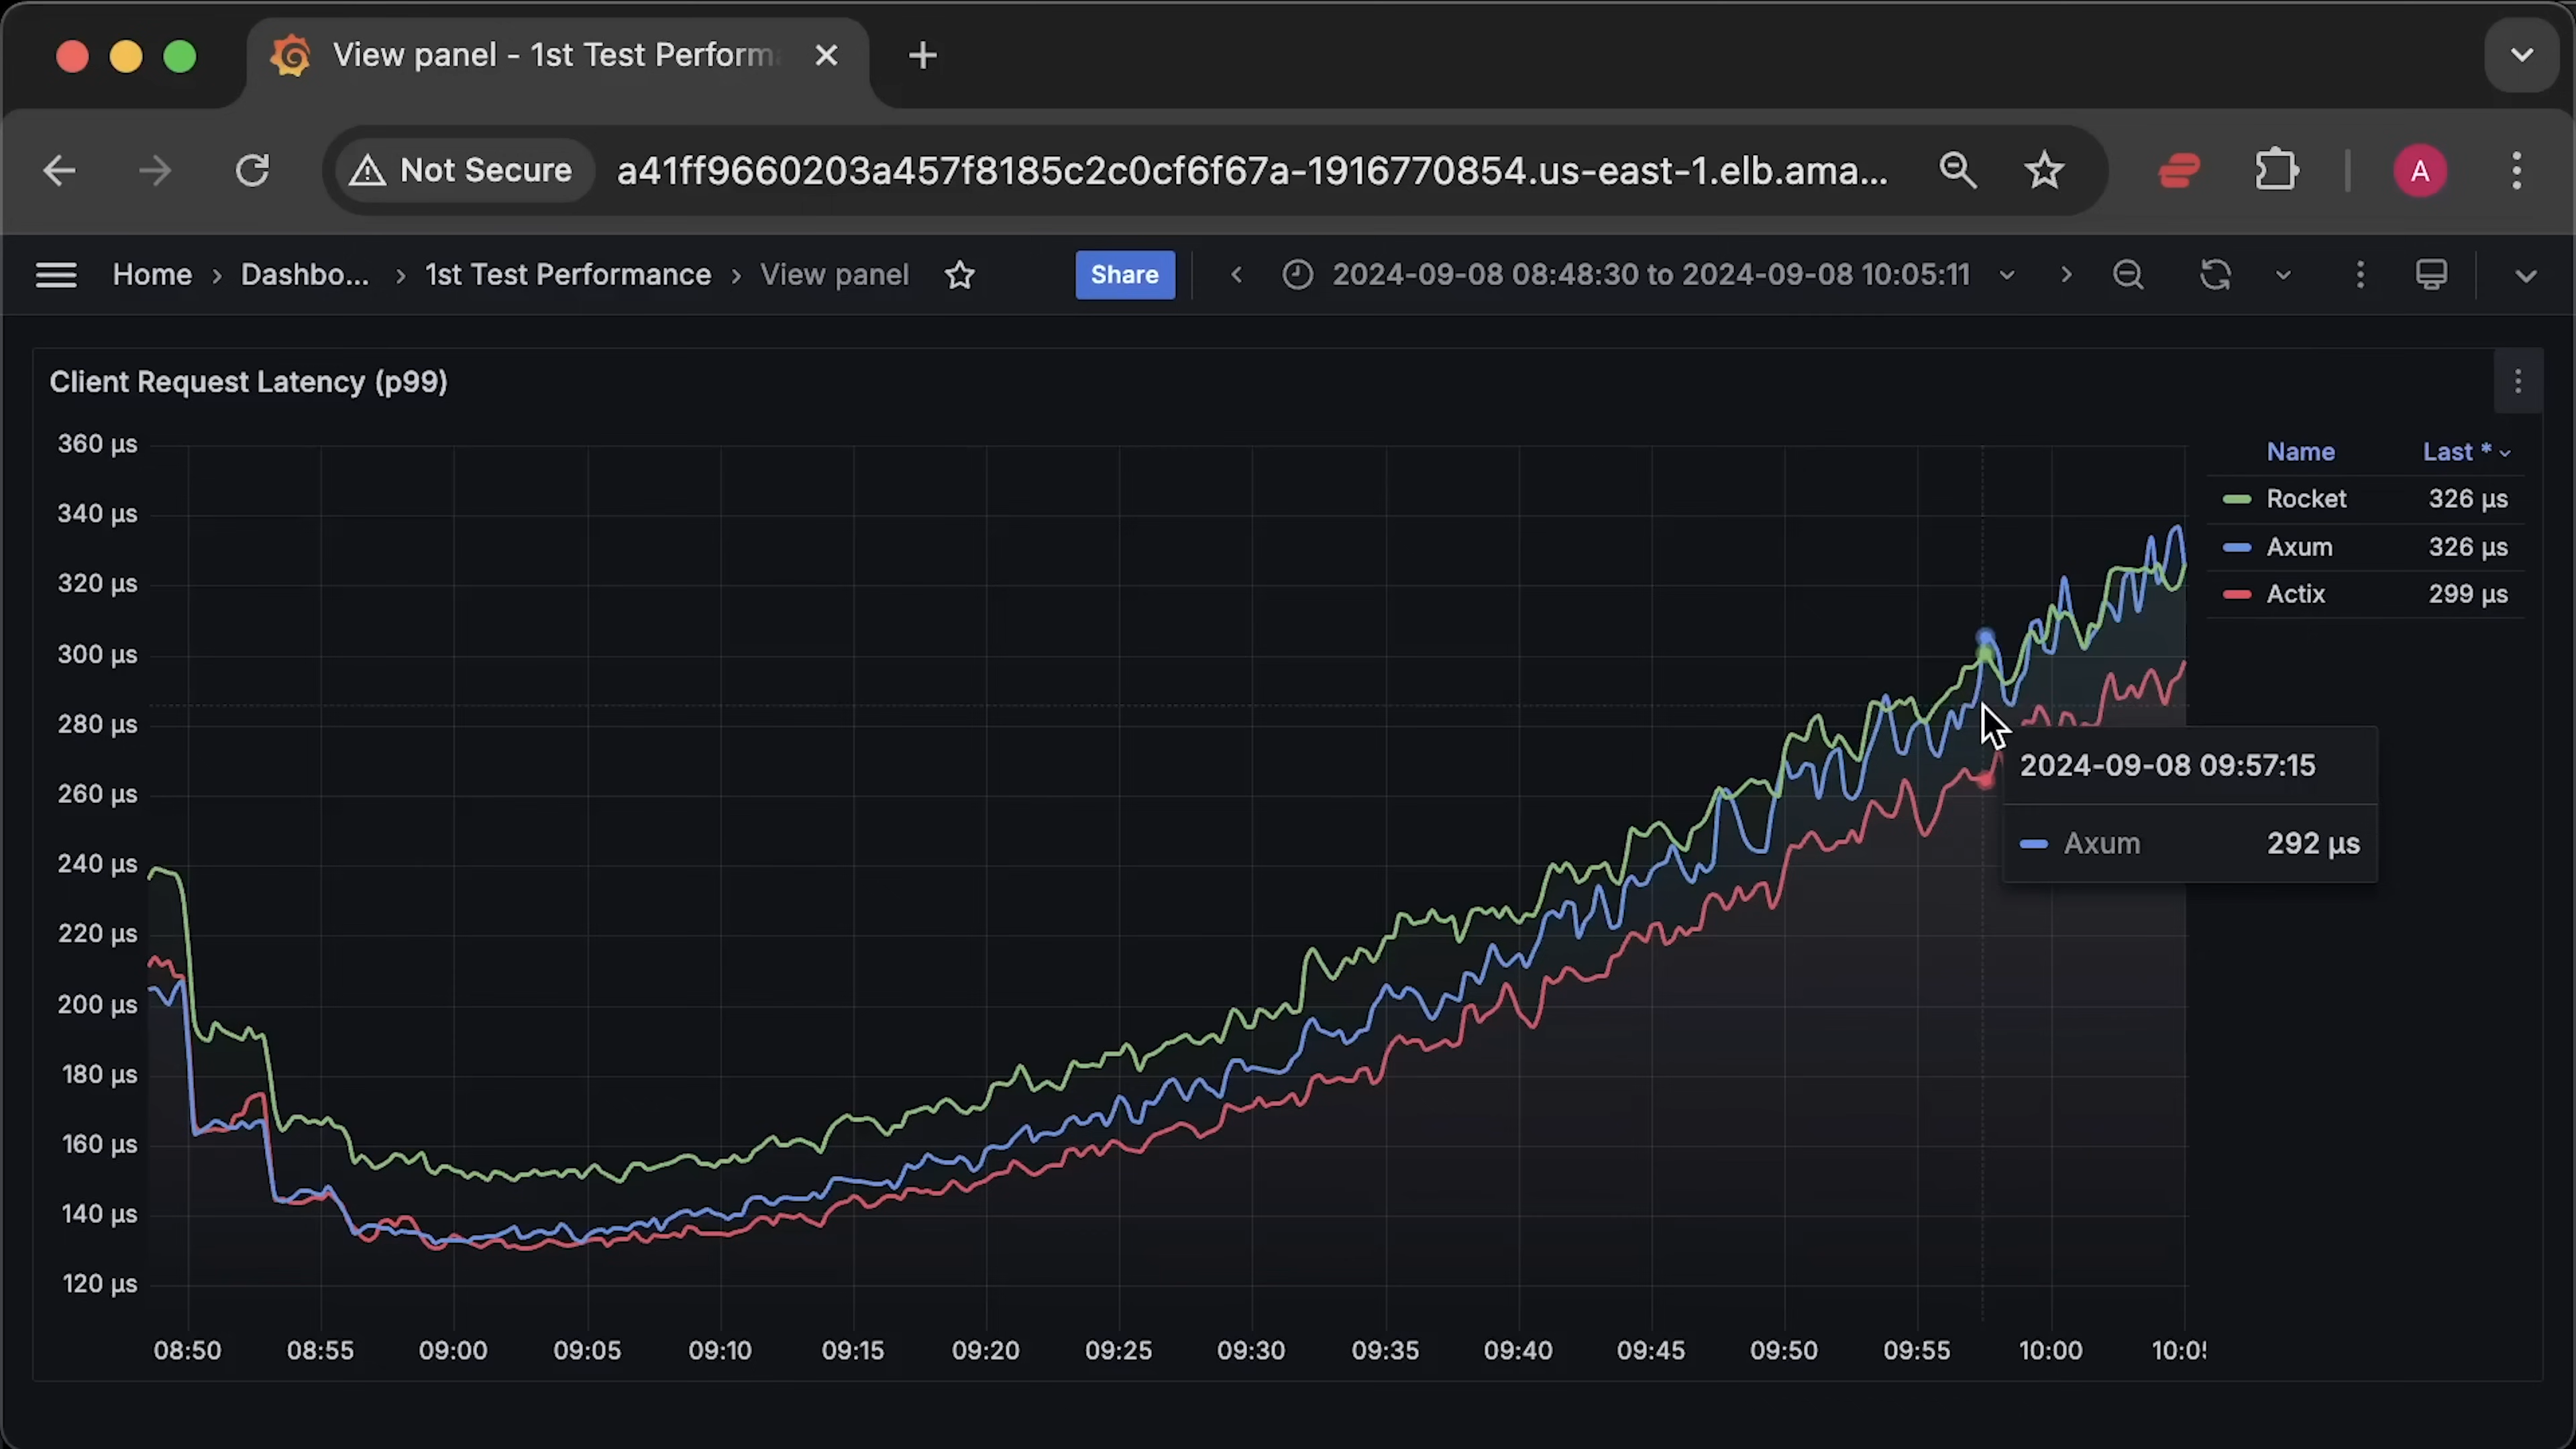 View panel - 1st Test Perform
Not Secure
a41ff9660203a457f8185c2c0cf6f67a-1916770854.us-east-1.elb.ama...
A
Home › Dashbo... › 1st Test Performance › View panel
Share
2024-09-08 08:48:30 to 2024-09-08 10:05:11
Client Request Latency (p99)
360 µs
340 µs
320 µs
300 µs
280 µs
260 µs
240 µs
220 µs
200 µs
180 µs
160 µs
140 µs
120 µs
08:50 08:55 09:00 09:05 09:10 09:15 09:20 09:25 09:30 09:35 09:40 09:45 09:50 09:55 10:00 10:05
Name Last *
Rocket 326 µs
Axum 326 µs
Actix 299 µs
2024-09-08 09:57:15
Axum 292 µs